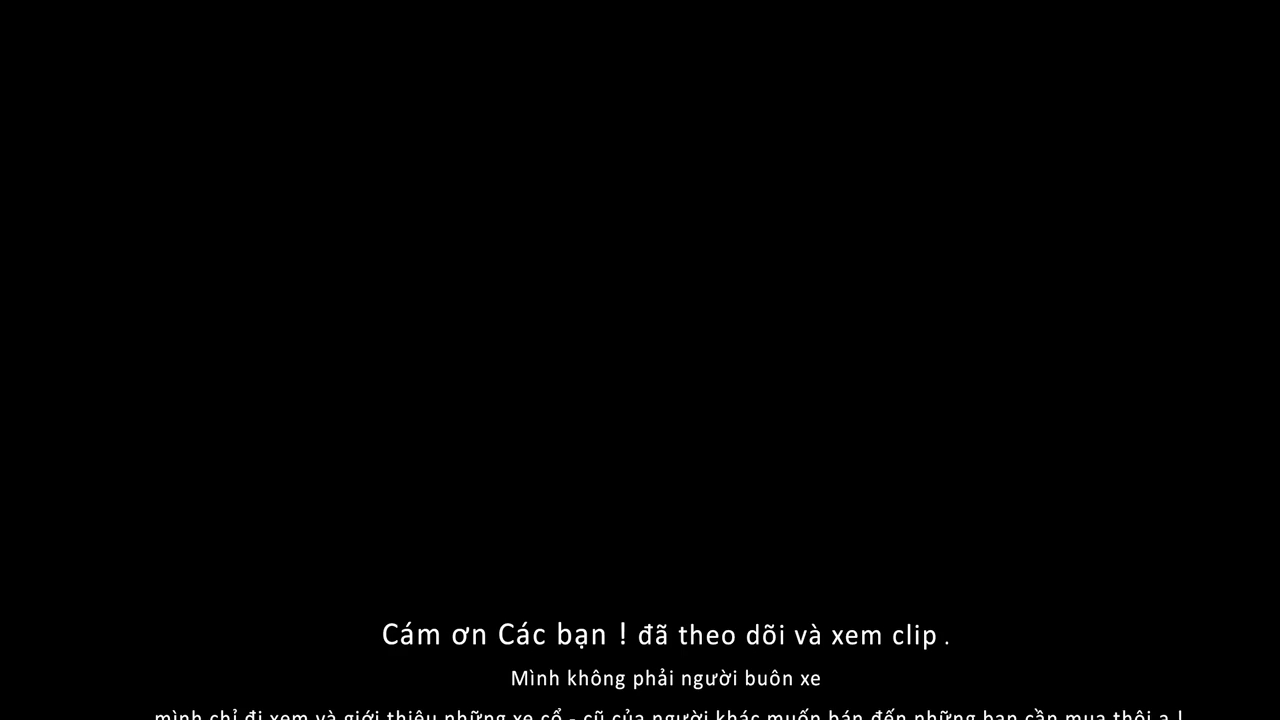 Cám ơn Các bạn ! đã theo dõi và xem clip .
Mình không phải người buôn xe
mình chỉ đi xem và giới thiệu những xe cổ - cũ của người khác muốn bán đến những bạn cần mua thôi ạ !